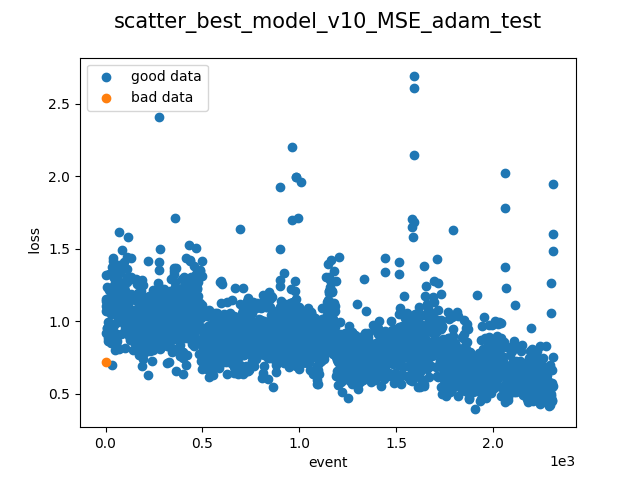 scatter_best_model_v10_MSE_adam_test
good data
bad data
2.5
2.0
1.5
1.0
0.5
loss
0.0
0.5
1.0
1.5
2.0
1e3
event